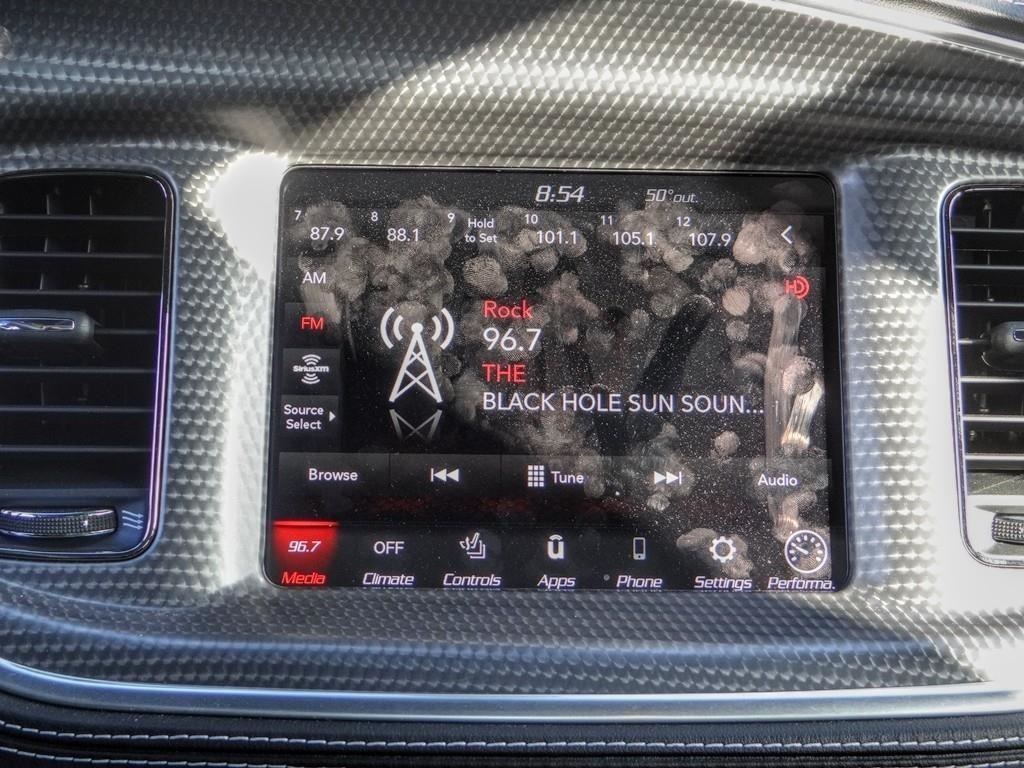 8:54 50° out.
7 87.9 8 88.1 9 Hold to Set 10 101.1 11 105.1 12 107.9
AM
HD
FM
Rock
96.7
SiriusXM
THE
Source
Select
BLACK HOLE SUN SOUN...
Browse Tune Audio
96.7 OFF
Media Climate Controls Apps Phone Settings Performa.